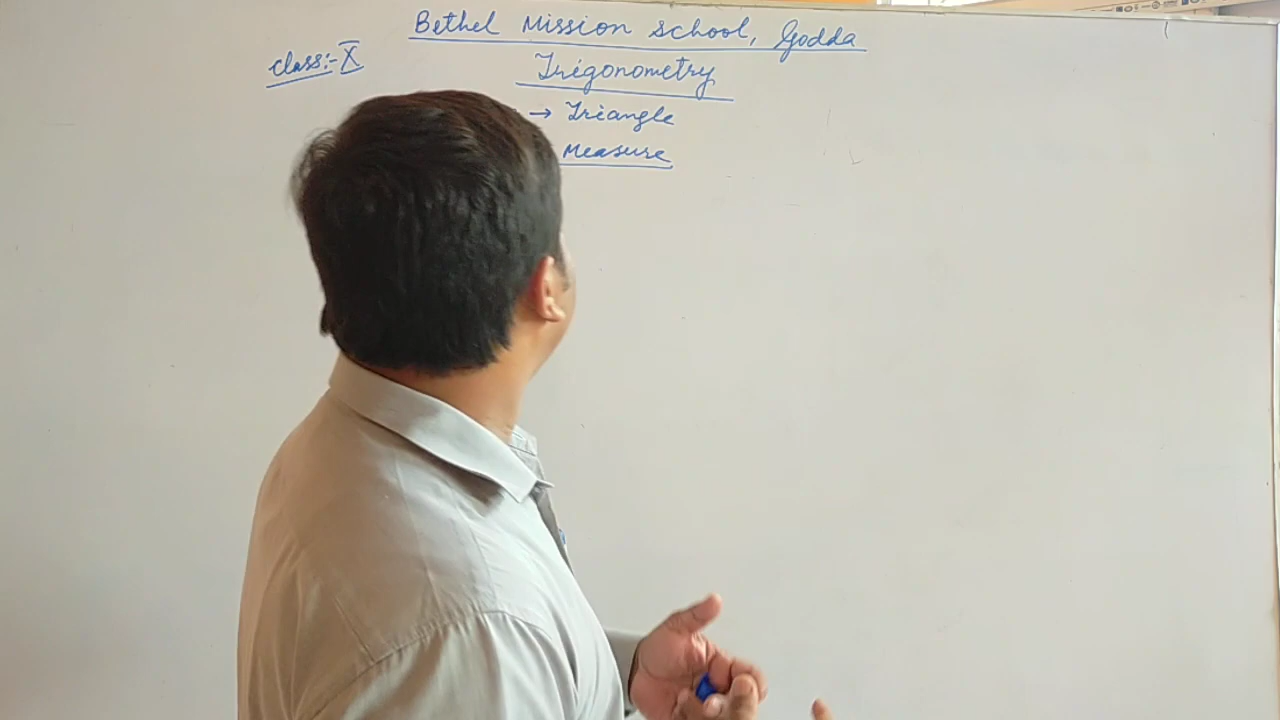 Bethel Mission school, Godda
class:- X
Trigonometry
→ Triangle
Measure